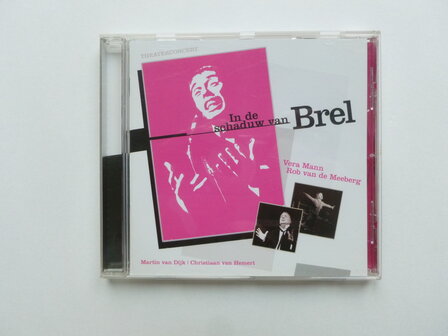 THEATERCONCERT
In de
schaduw van Brel
Vera Mann
Rob van de Meeberg
Martin van Dijk | Christiaan van Hemert